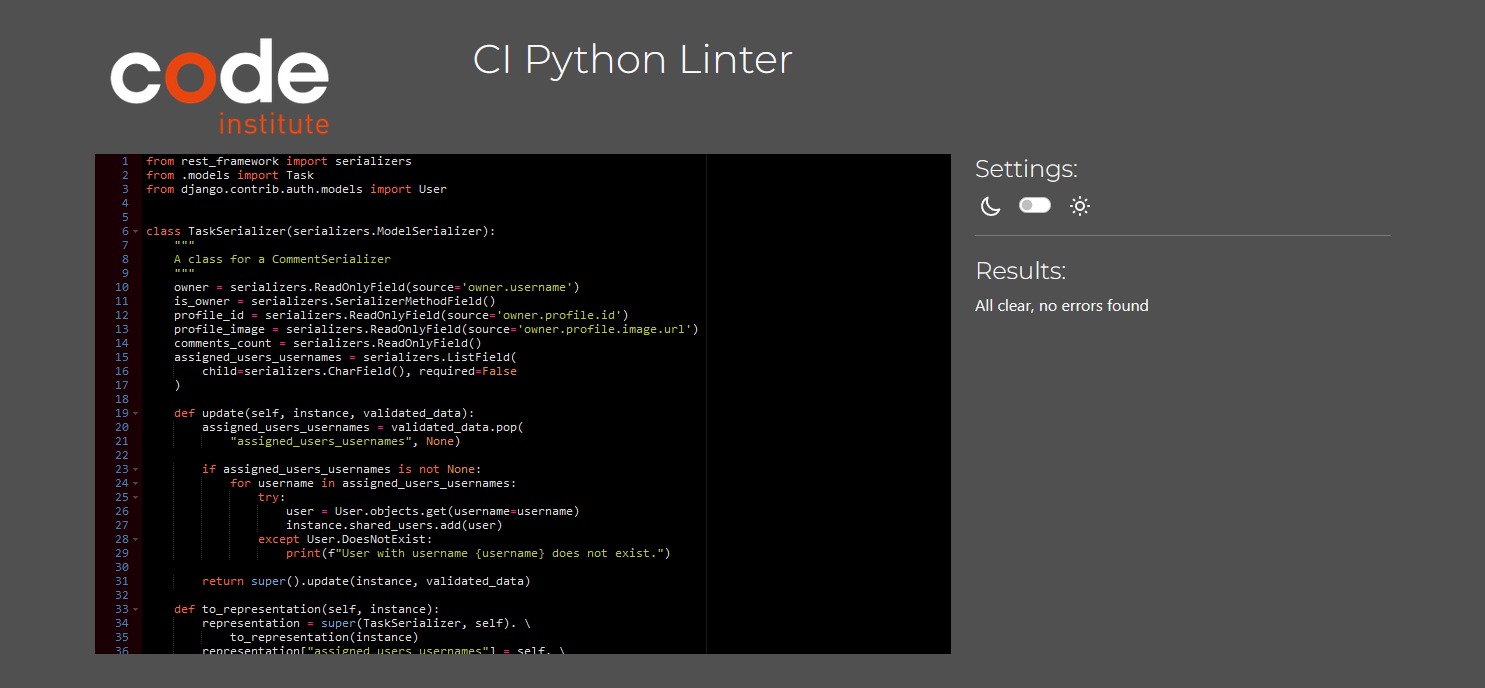 code
institute
CI Python Linter
1 from rest_framework import serializers
2 from .models import Task
3 from django.contrib.auth.models import User
4
5
6 class TaskSerializer(serializers.ModelSerializer):
7     """
8     A class for a CommentSerializer
9     """
10     owner = serializers.ReadOnlyField(source='owner.username')
11     is_owner = serializers.SerializerMethodField()
12     profile_id = serializers.ReadOnlyField(source='owner.profile.id')
13     profile_image = serializers.ReadOnlyField(source='owner.profile.image.url')
14     comments_count = serializers.ReadOnlyField()
15     assigned_users_usernames = serializers.ListField(
16         child=serializers.CharField(), required=False
17     )
18
19     def update(self, instance, validated_data):
20         assigned_users_usernames = validated_data.pop(
21             "assigned_users_usernames", None)
22
23         if assigned_users_usernames is not None:
24             for username in assigned_users_usernames:
25                 try:
26                     user = User.objects.get(username=username)
27                     instance.shared_users.add(user)
28                 except User.DoesNotExist:
29                     print(f"User with username {username} does not exist.")
30
31         return super().update(instance, validated_data)
32
33     def to_representation(self, instance):
34         representation = super(TaskSerializer, self). \
35             to_representation(instance)
36         representation["assigned_users_usernames"] = self. \
Settings:
Results:
All clear, no errors found